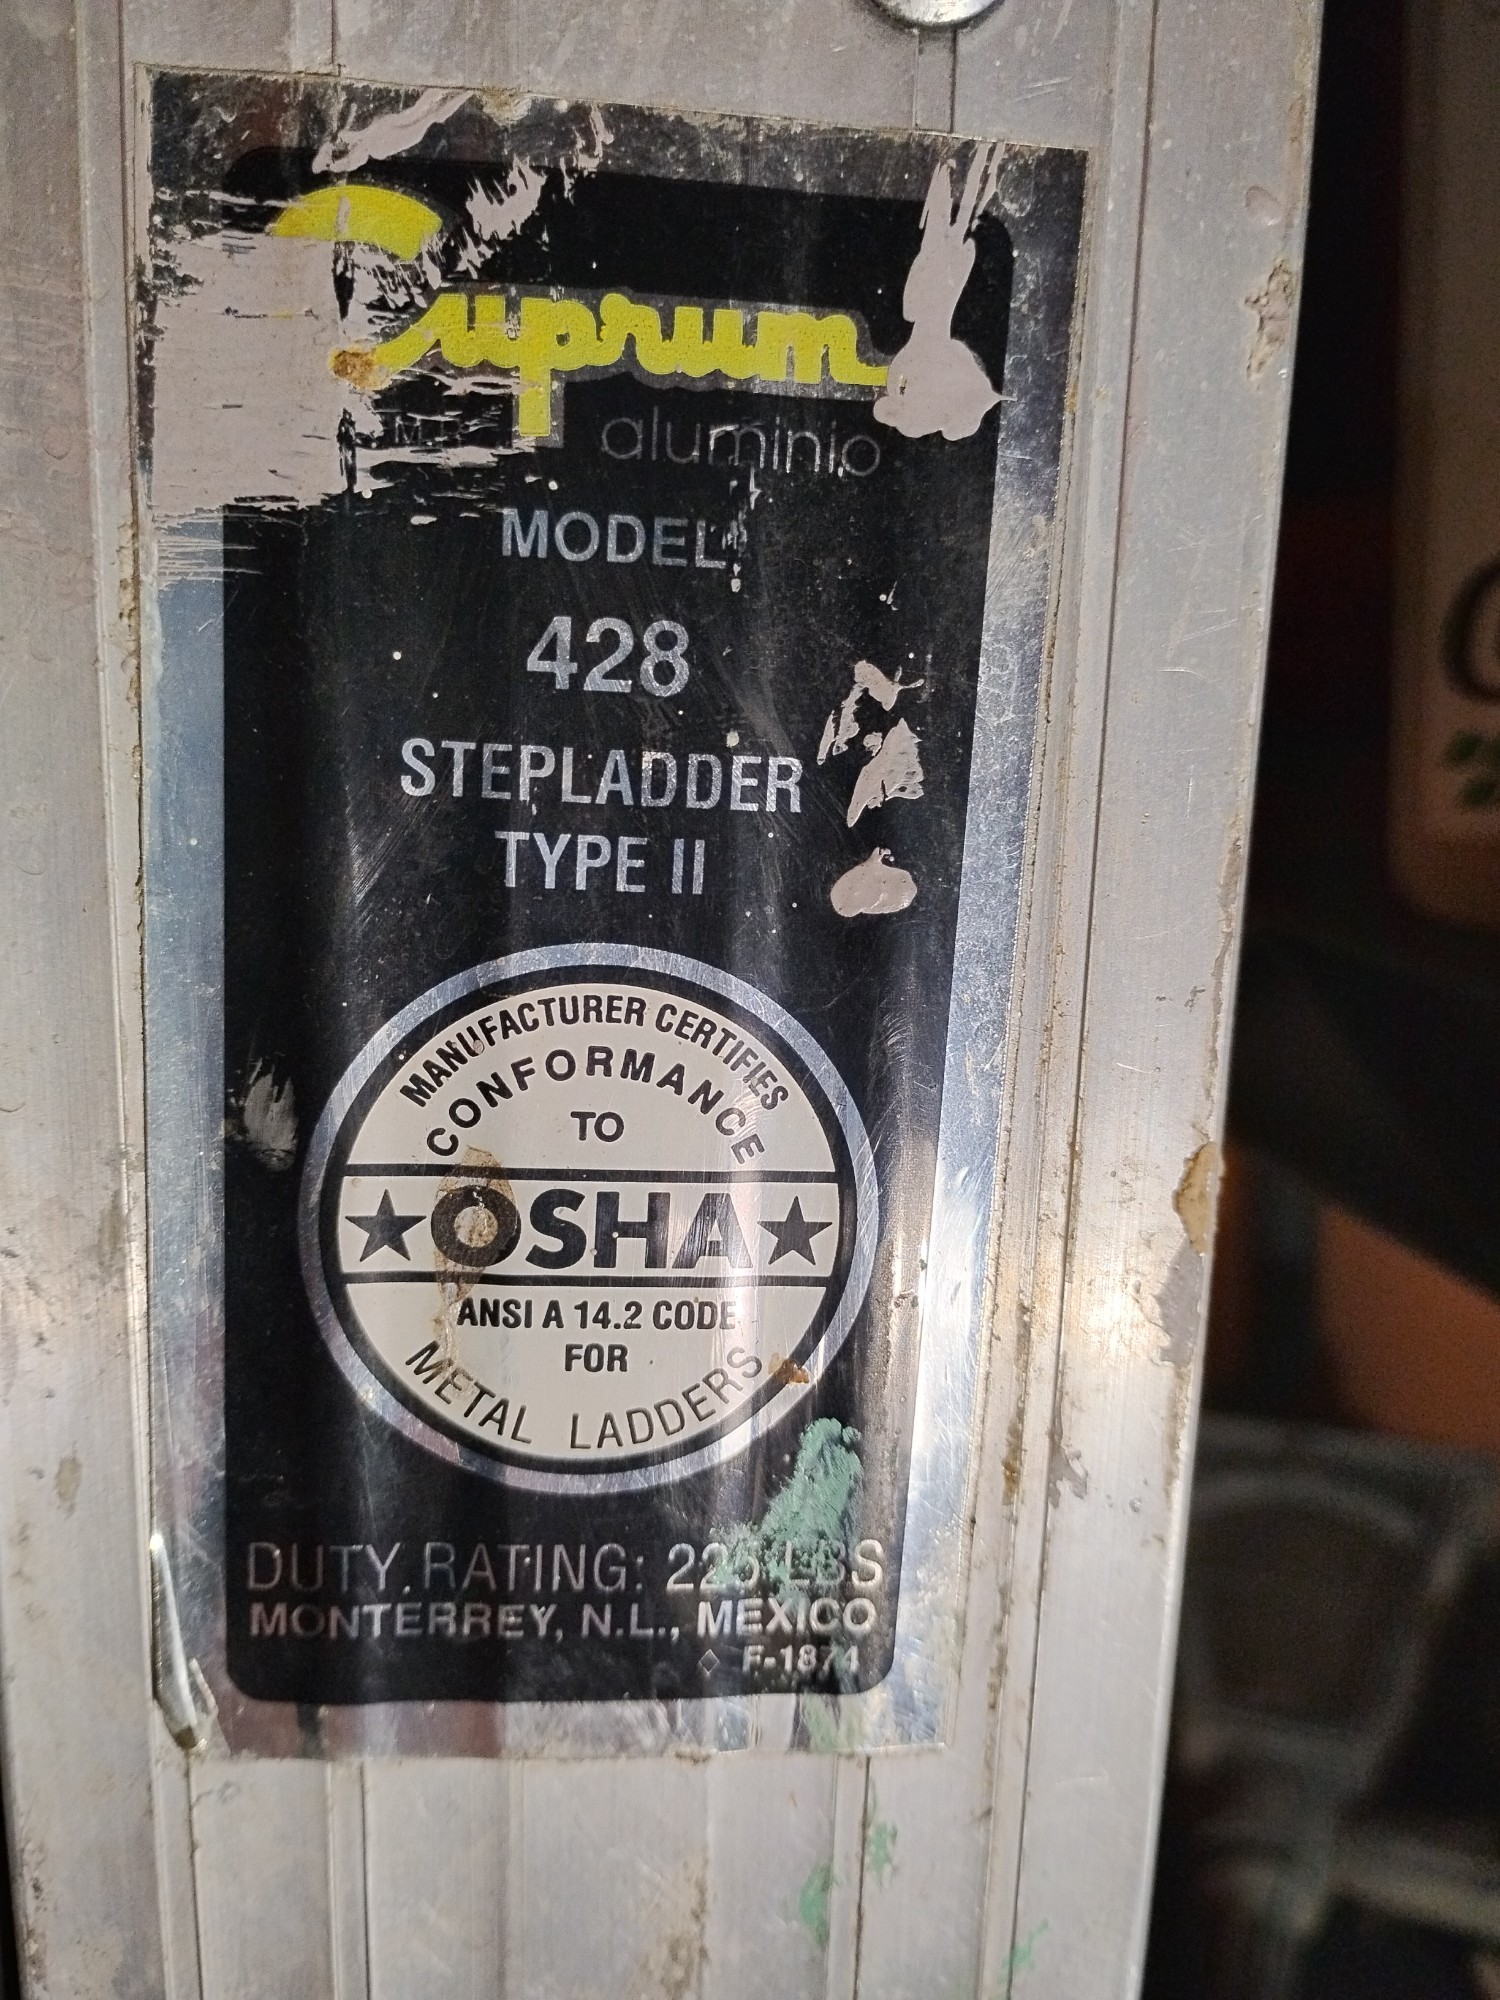 Cuprum
aluminio
MODEL
428
STEPLADDER
TYPE II
MANUFACTURER CERTIFIES
CONFORMANCE
TO
★OSHA★
ANSI A 14.2 CODE
FOR
METAL LADDERS
DUTY RATING: 225 LBS
MONTERREY, N.L., MEXICO
◇ F-1874